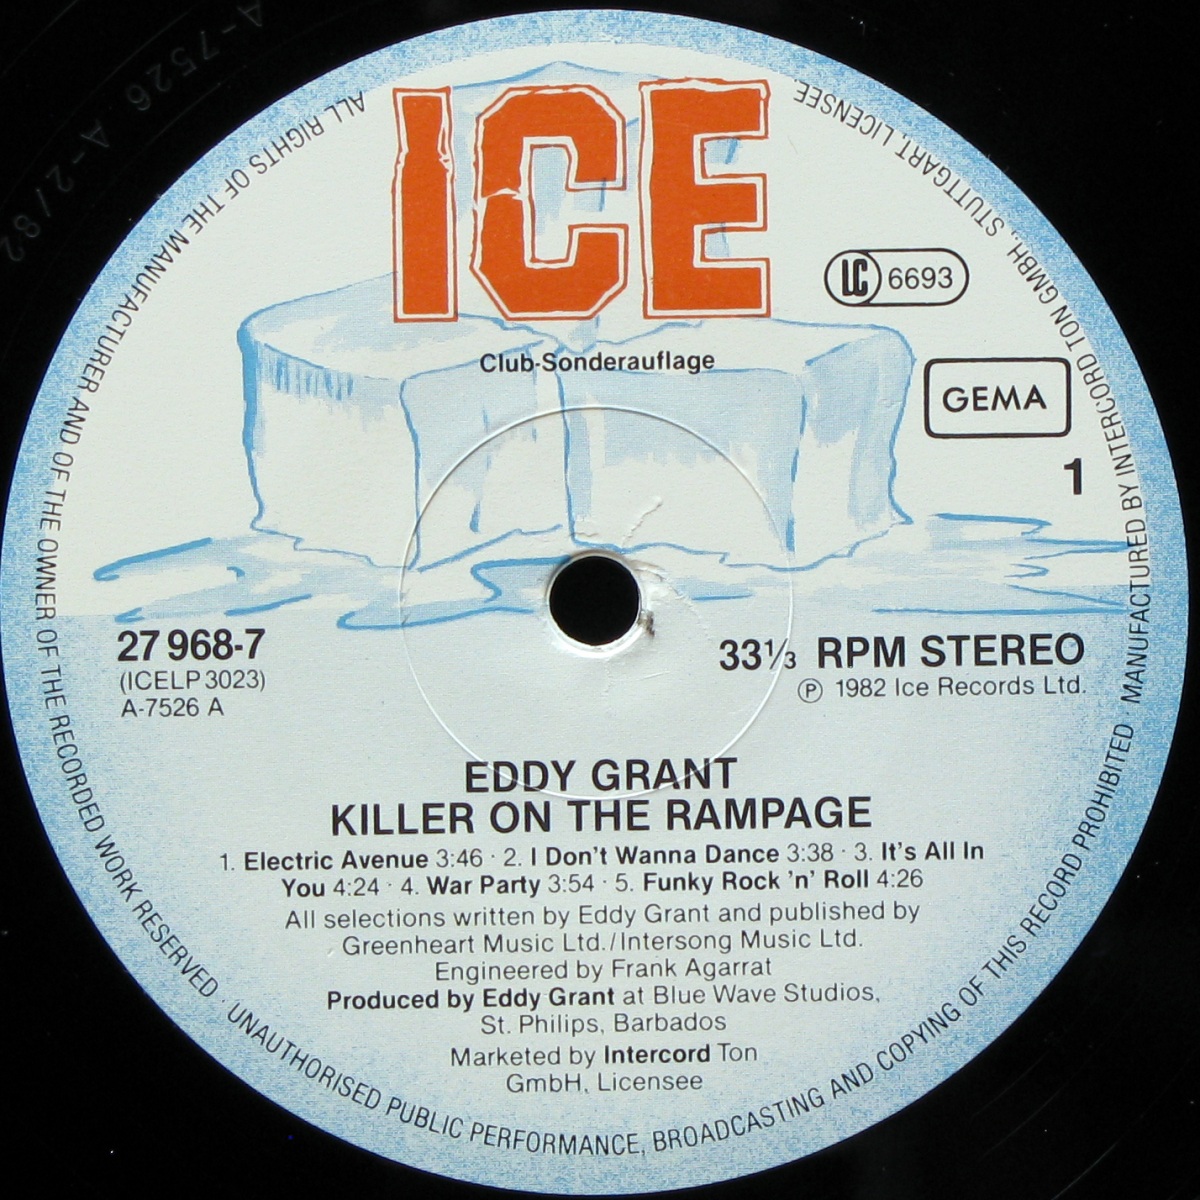 A-7526 A-2/82
ICE
LC 6693
Club-Sonderauflage
GEMA
1
27 968-7
(ICELP 3023)
A-7526 A
33⅓ RPM STEREO
Ⓟ 1982 Ice Records Ltd.
EDDY GRANT
KILLER ON THE RAMPAGE
1. Electric Avenue 3:46 · 2. I Don't Wanna Dance 3:38 · 3. It's All In
You 4:24 · 4. War Party 3:54 · 5. Funky Rock 'n' Roll 4:26
All selections written by Eddy Grant and published by
Greenheart Music Ltd./Intersong Music Ltd.
Engineered by Frank Agarrat
Produced by Eddy Grant at Blue Wave Studios,
St. Philips, Barbados
Marketed by Intercord Ton
GmbH, Licensee
ALL RIGHTS OF THE MANUFACTURER AND OF THE OWNER OF THE RECORDED WORK RESERVED · UNAUTHORISED PUBLIC PERFORMANCE, BROADCASTING AND COPYING OF THIS RECORD PROHIBITED · MANUFACTURED BY INTERCORD TON GMBH., STUTTGART, LICENSEE